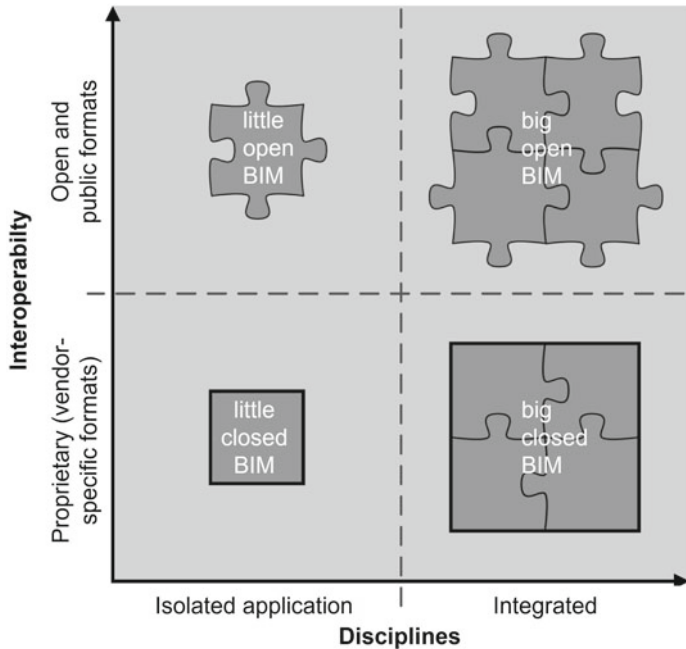 Interoperabilty
Open and
public formats
Proprietary (vendor-
specific formats)
little
open
BIM
big
open
BIM
little
closed
BIM
big
closed
BIM
Isolated application
Integrated
Disciplines